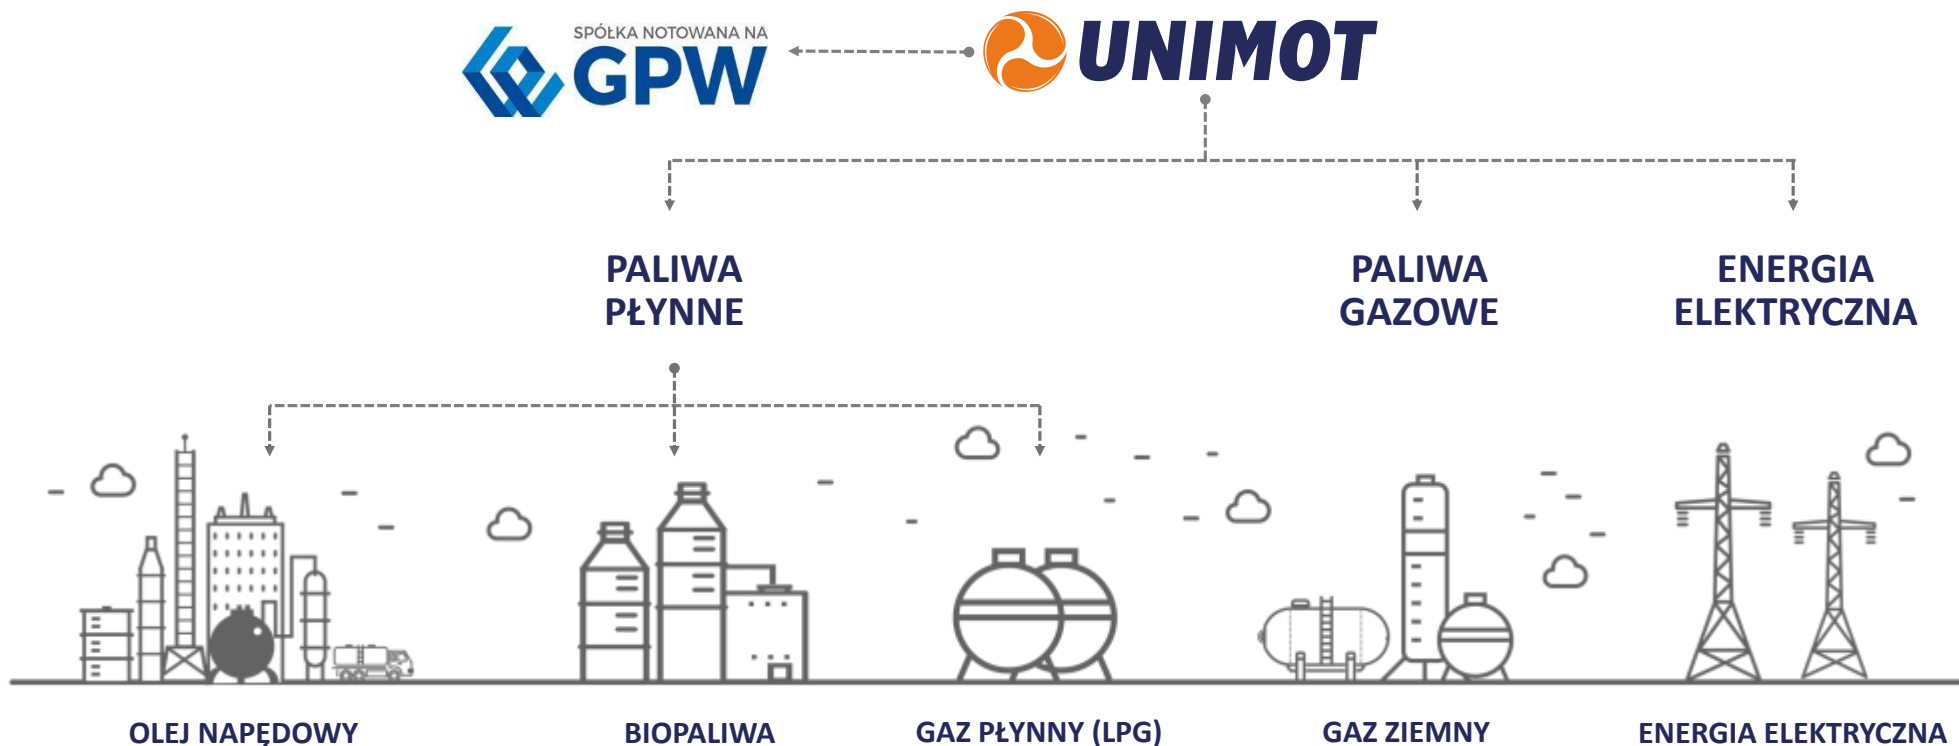 SPÓŁKA NOTOWANA NA
GPW
UNIMOT
PALIWA
PŁYNNE
PALIWA
GAZOWE
ENERGIA
ELEKTRYCZNA
OLEJ NAPĘDOWY
BIOPALIWA
GAZ PŁYNNY (LPG)
GAZ ZIEMNY
ENERGIA ELEKTRYCZNA